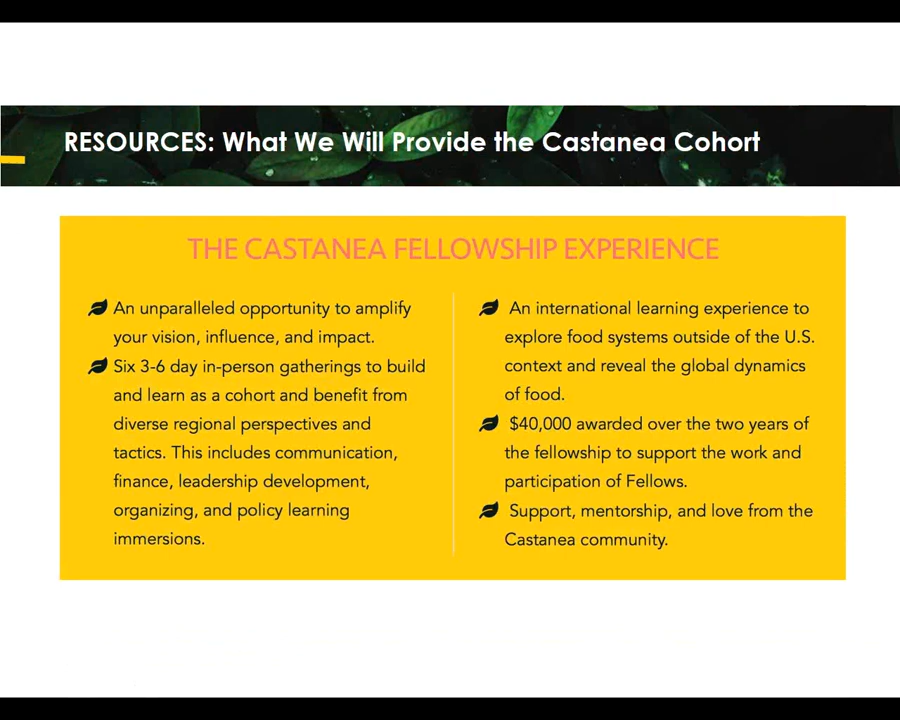 RESOURCES: What We Will Provide the Castanea Cohort
THE CASTANEA FELLOWSHIP EXPERIENCE
An unparalleled opportunity to amplify
your vision, influence, and impact.
Six 3-6 day in-person gatherings to build
and learn as a cohort and benefit from
diverse regional perspectives and
tactics. This includes communication,
finance, leadership development,
organizing, and policy learning
immersions.
An international learning experience to
explore food systems outside of the U.S.
context and reveal the global dynamics
of food.
$40,000 awarded over the two years of
the fellowship to support the work and
participation of Fellows.
Support, mentorship, and love from the
Castanea community.